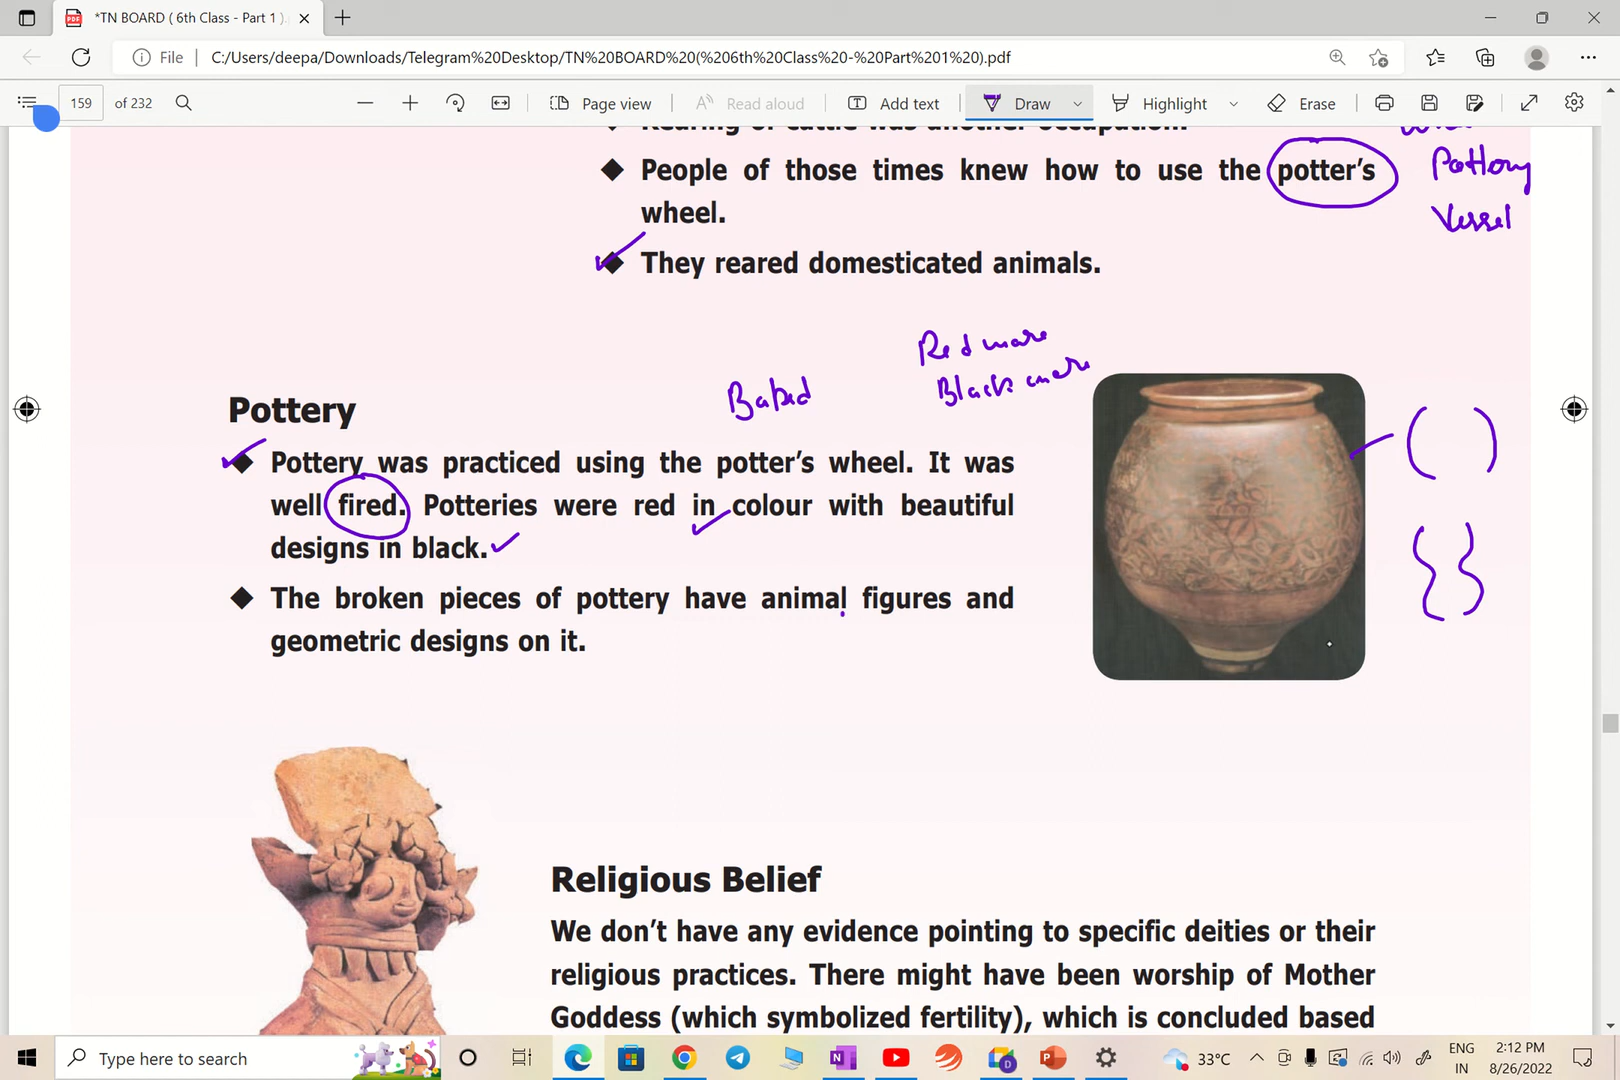 *TN BOARD ( 6th Class - Part 1 )
File
C:/Users/deepa/Downloads/Telegram%20Desktop/TN%20BOARD%20(%206th%20Class%20-%20Part%201%20).pdf
159 of 232
Page view
Read aloud
Add text
Draw
Highlight
Erase
People of those times knew how to use the potter's
wheel.
Pottory
Vessel
They reared domesticated animals.
Red ware
Black ware
Baked
Pottery
Pottery was practiced using the potter's wheel. It was
well fired. Potteries were red in colour with beautiful
designs in black.
The broken pieces of pottery have animal figures and
geometric designs on it.
Religious Belief
We don't have any evidence pointing to specific deities or their
religious practices. There might have been worship of Mother
Goddess (which symbolized fertility), which is concluded based
Type here to search
33°C
ENG
IN
2:12 PM
8/26/2022